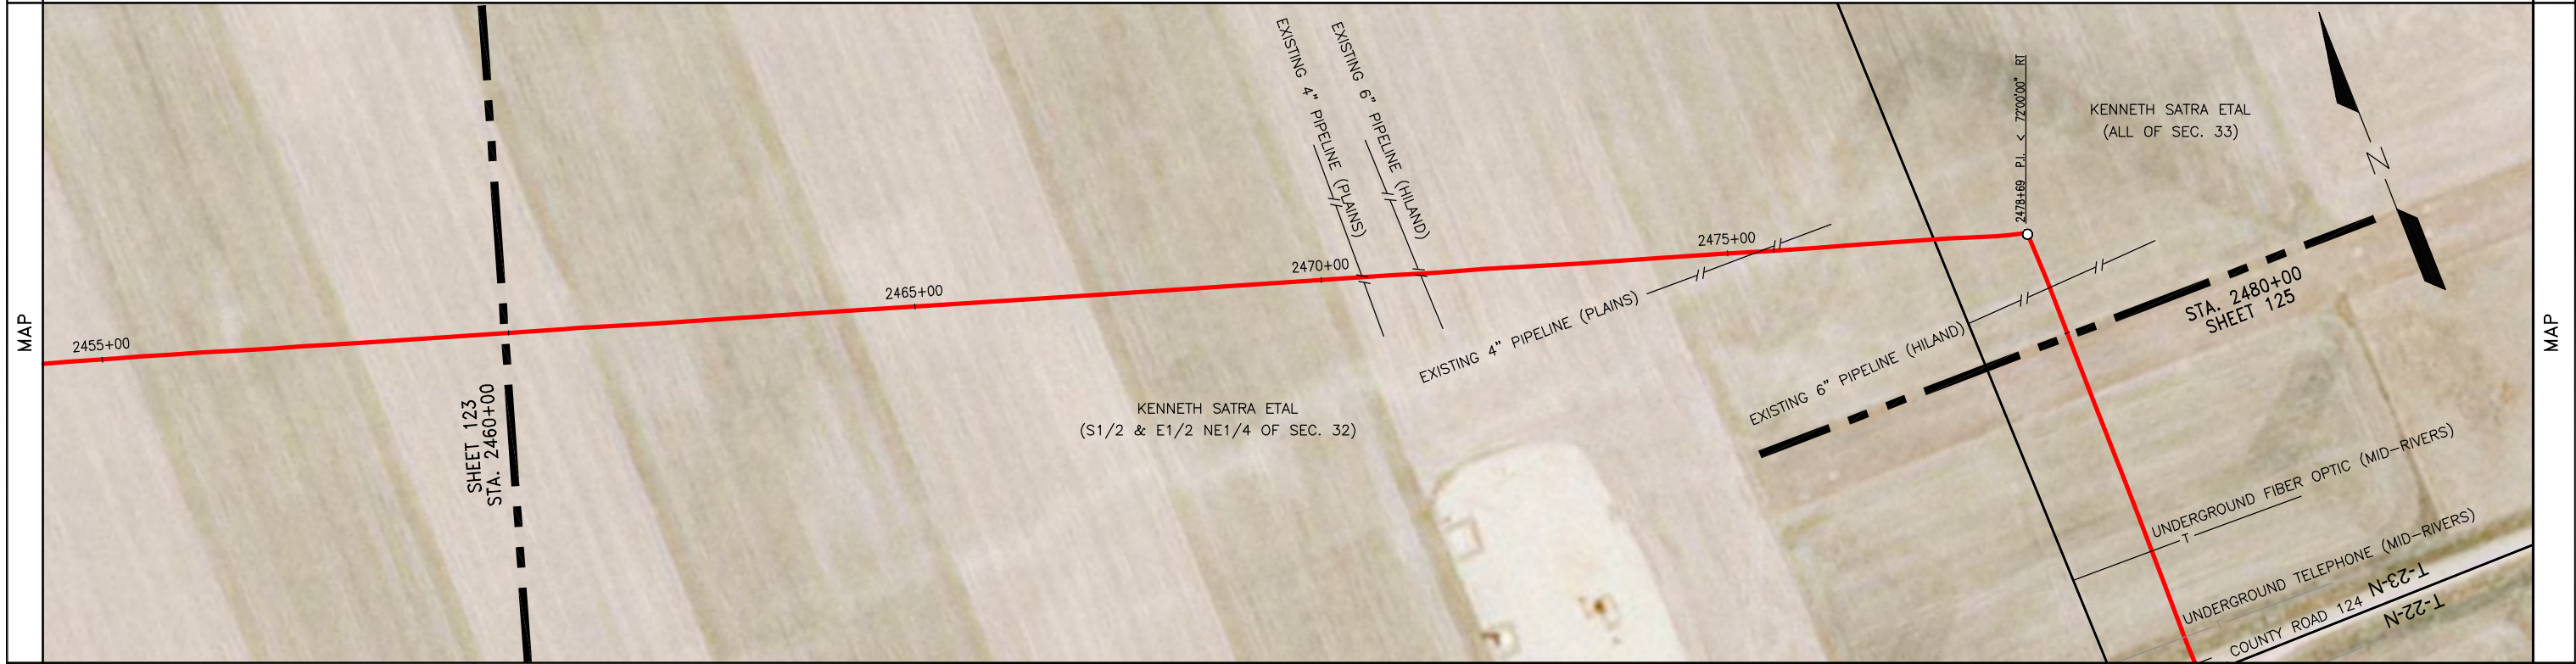 MAP
2455+00
SHEET 123
STA. 2460+00
2465+00
EXISTING 4" PIPELINE (PLAINS)
EXISTING 6" PIPELINE (HILAND)
2470+00
KENNETH SATRA ETAL
(S1/2 & E1/2 NE1/4 OF SEC. 32)
EXISTING 4" PIPELINE (PLAINS)
2475+00
2478+69 P.I. < 72°00'00" RT
KENNETH SATRA ETAL
(ALL OF SEC. 33)
N
EXISTING 6" PIPELINE (HILAND)
STA. 2480+00
SHEET 125
UNDERGROUND FIBER OPTIC (MID-RIVERS)
T
UNDERGROUND TELEPHONE (MID-RIVERS)
COUNTY ROAD 124
T-23-N
T-22-N
MAP